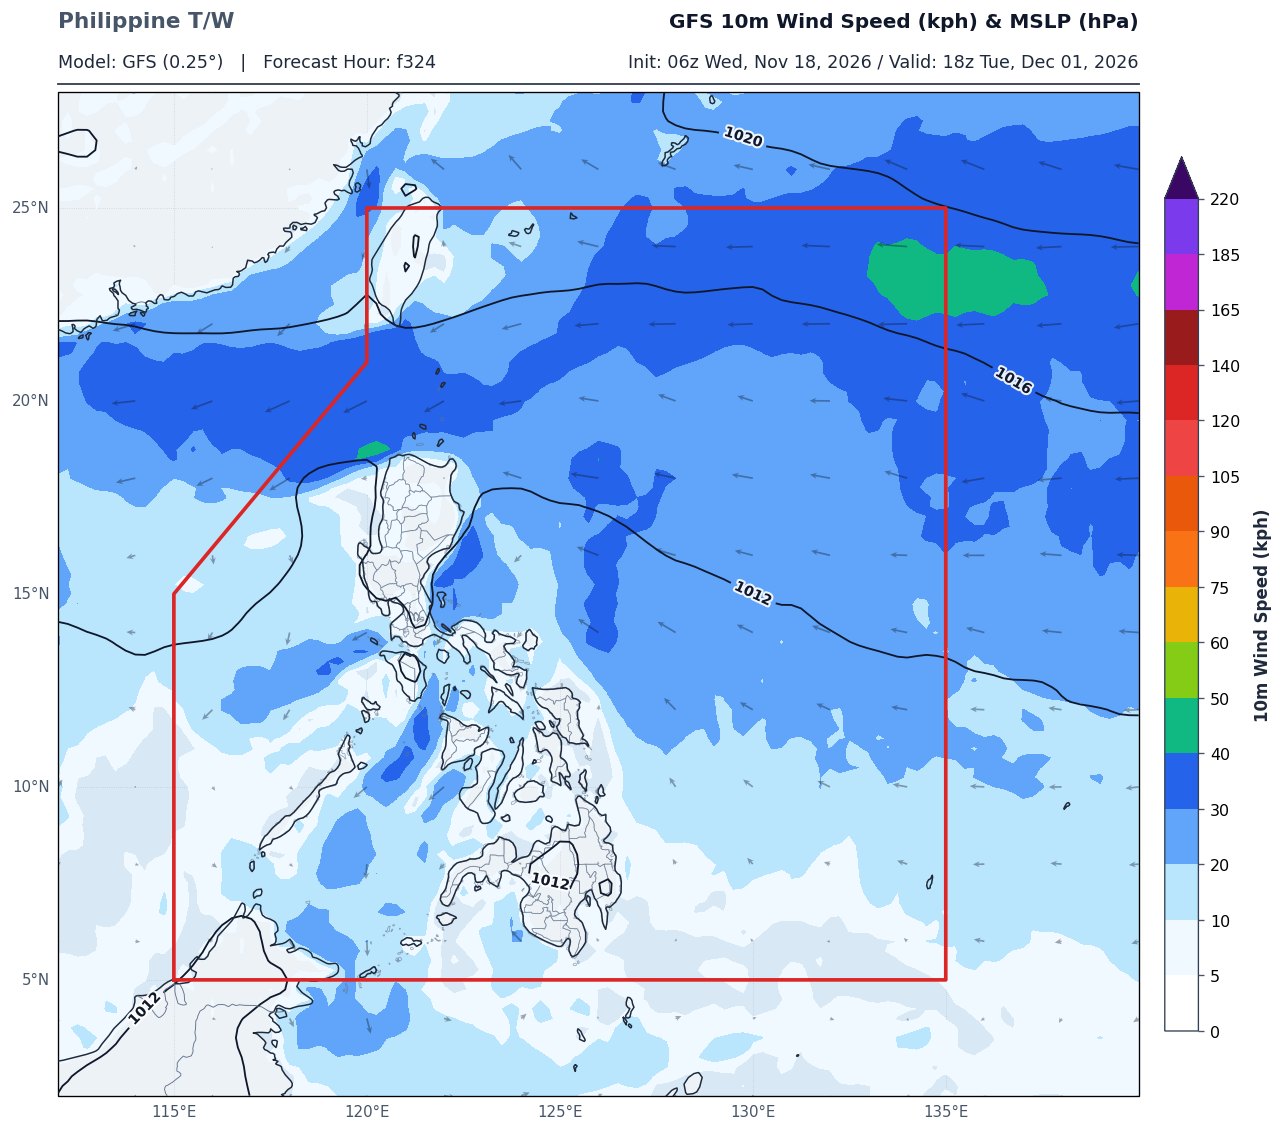 Philippine T/W
GFS 10m Wind Speed (kph) & MSLP (hPa)
Model: GFS (0.25°) | Forecast Hour: f324
Init: 06z Wed, Nov 18, 2026 / Valid: 18z Tue, Dec 01, 2026
1020
1016
1012
1012
1012
25°N
20°N
15°N
10°N
5°N
115°E
120°E
125°E
130°E
135°E
220
185
165
140
120
105
90
75
60
50
40
30
20
10
5
0
10m Wind Speed (kph)